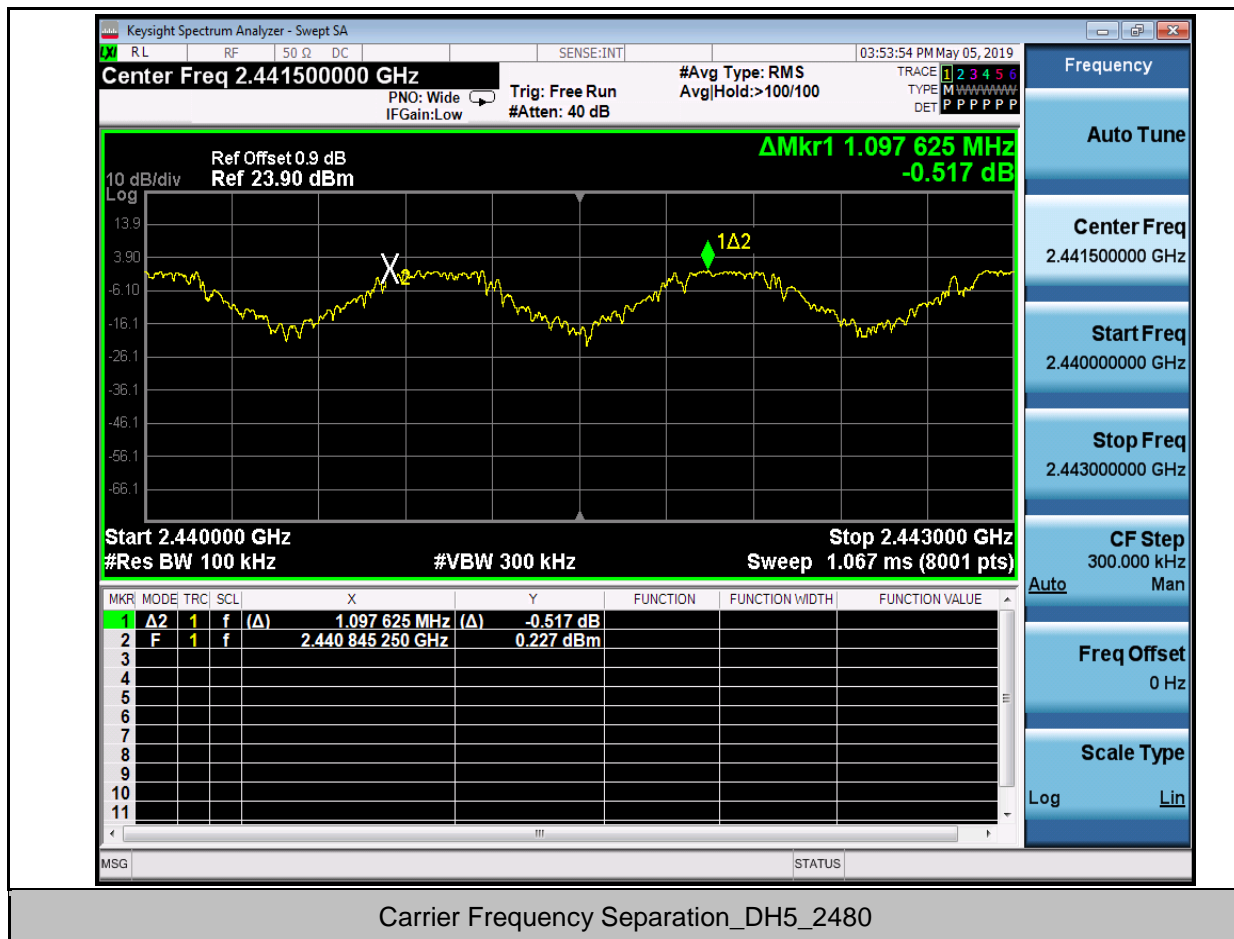 Keysight Spectrum Analyzer - Swept SA
LXI RL RF 50 Ω DC SENSE:INT 03:53:54 PM May 05, 2019
Center Freq 2.441500000 GHz
PNO: Wide
IFGain:Low
Trig: Free Run
#Atten: 40 dB
#Avg Type: RMS
Avg|Hold:>100/100
TRACE 1 2 3 4 5 6
TYPE M WWWWW
DET P P P P P P
ΔMkr1 1.097 625 MHz
-0.517 dB
Ref Offset 0.9 dB
10 dB/div Ref 23.90 dBm
Log
13.9
3.90
-6.10
-16.1
-26.1
-36.1
-46.1
-56.1
-66.1
X2
1Δ2
Start 2.440000 GHz Stop 2.443000 GHz
#Res BW 100 kHz #VBW 300 kHz Sweep 1.067 ms (8001 pts)
MKR MODE TRC SCL X Y FUNCTION FUNCTION WIDTH FUNCTION VALUE
1 Δ2 1 f (Δ) 1.097 625 MHz (Δ) -0.517 dB
2 F 1 f 2.440 845 250 GHz 0.227 dBm
3
4
5
6
7
8
9
10
11
MSG STATUS
Frequency
Auto Tune
Center Freq
2.441500000 GHz
Start Freq
2.440000000 GHz
Stop Freq
2.443000000 GHz
CF Step
300.000 kHz
Auto Man
Freq Offset
0 Hz
Scale Type
Log Lin
Carrier Frequency Separation_DH5_2480